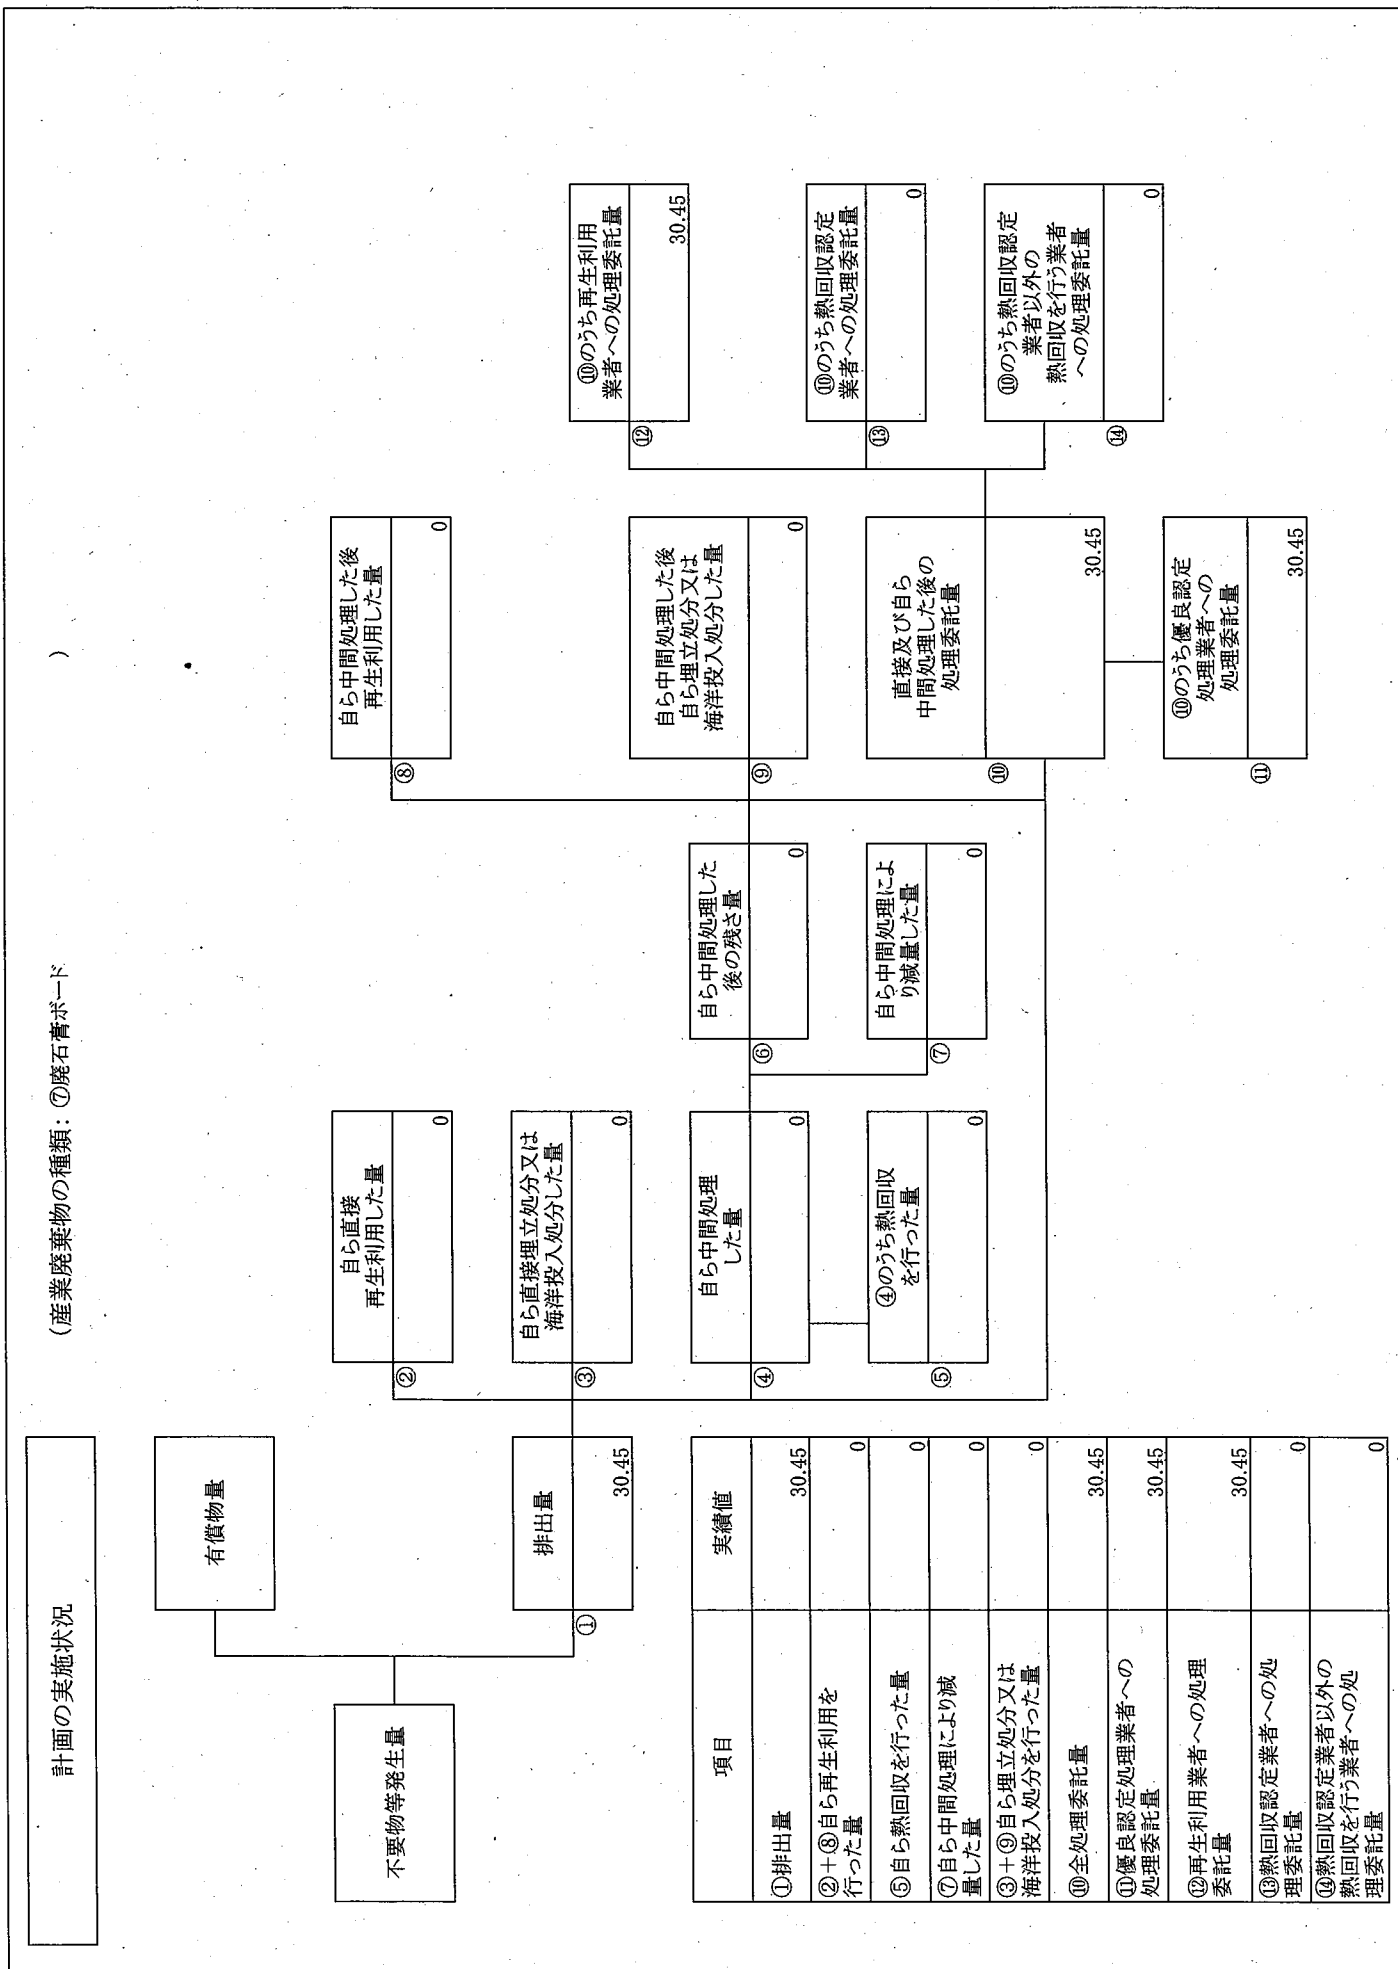 計画の実施状況
(産業廃棄物の種類：⑦廃石膏ボード
)
不要物等発生量
有償物量
①
排出量
30.45
②
自ら直接
再生利用した量
0
③
自ら直接埋立処分又は
海洋投入処分した量
0
④
自ら中間処理
した量
0
⑤
④のうち熱回収
を行った量
0
⑥
自ら中間処理した
後の残さ量
0
⑦
自ら中間処理によ
り減量した量
0
⑧
自ら中間処理した後
再生利用した量
0
⑨
自ら中間処理した後
自ら埋立処分又は
海洋投入処分した量
0
⑩
直接及び自ら
中間処理した後の
処理委託量
30.45
⑪
⑩のうち優良認定
処理業者への
処理委託量
30.45
⑫
⑩のうち再生利用
業者への処理委託量
30.45
⑬
⑩のうち熱回収認定
業者への処理委託量
0
⑭
⑩のうち熱回収認定
業者以外の
熱回収を行う業者
への処理委託量
0
項目 実績値
①排出量 30.45
②＋⑧自ら再生利用を
行った量 0
⑤自ら熱回収を行った量 0
⑦自ら中間処理により減
量した量 0
③＋⑨自ら埋立処分又は
海洋投入処分を行った量 0
⑩全処理委託量 30.45
⑪優良認定処理業者への
処理委託量 30.45
⑫再生利用業者への処理
委託量 30.45
⑬熱回収認定業者への処
理委託量 0
⑭熱回収認定業者以外の
熱回収を行う業者への処
理委託量 0